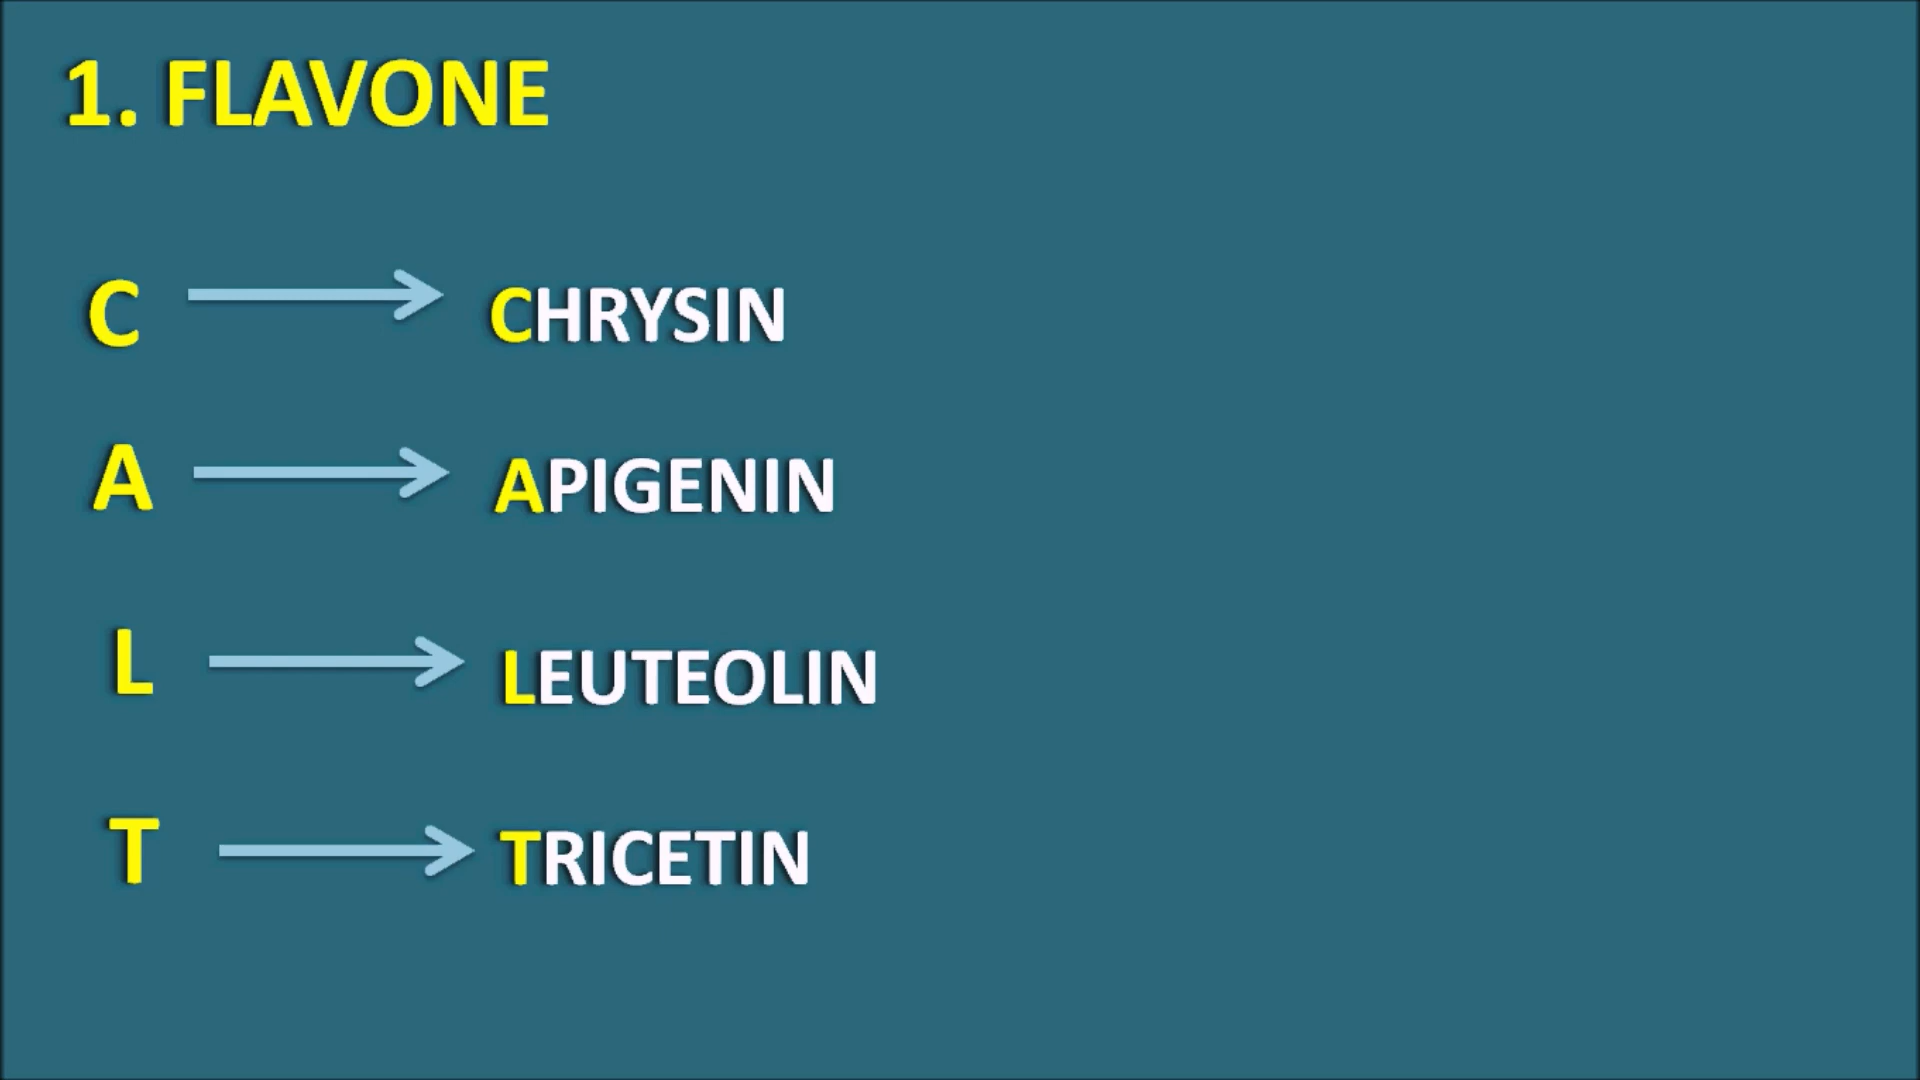 1. FLAVONE
C CHRYSIN
A APIGENIN
L LEUTEOLIN
T TRICETIN